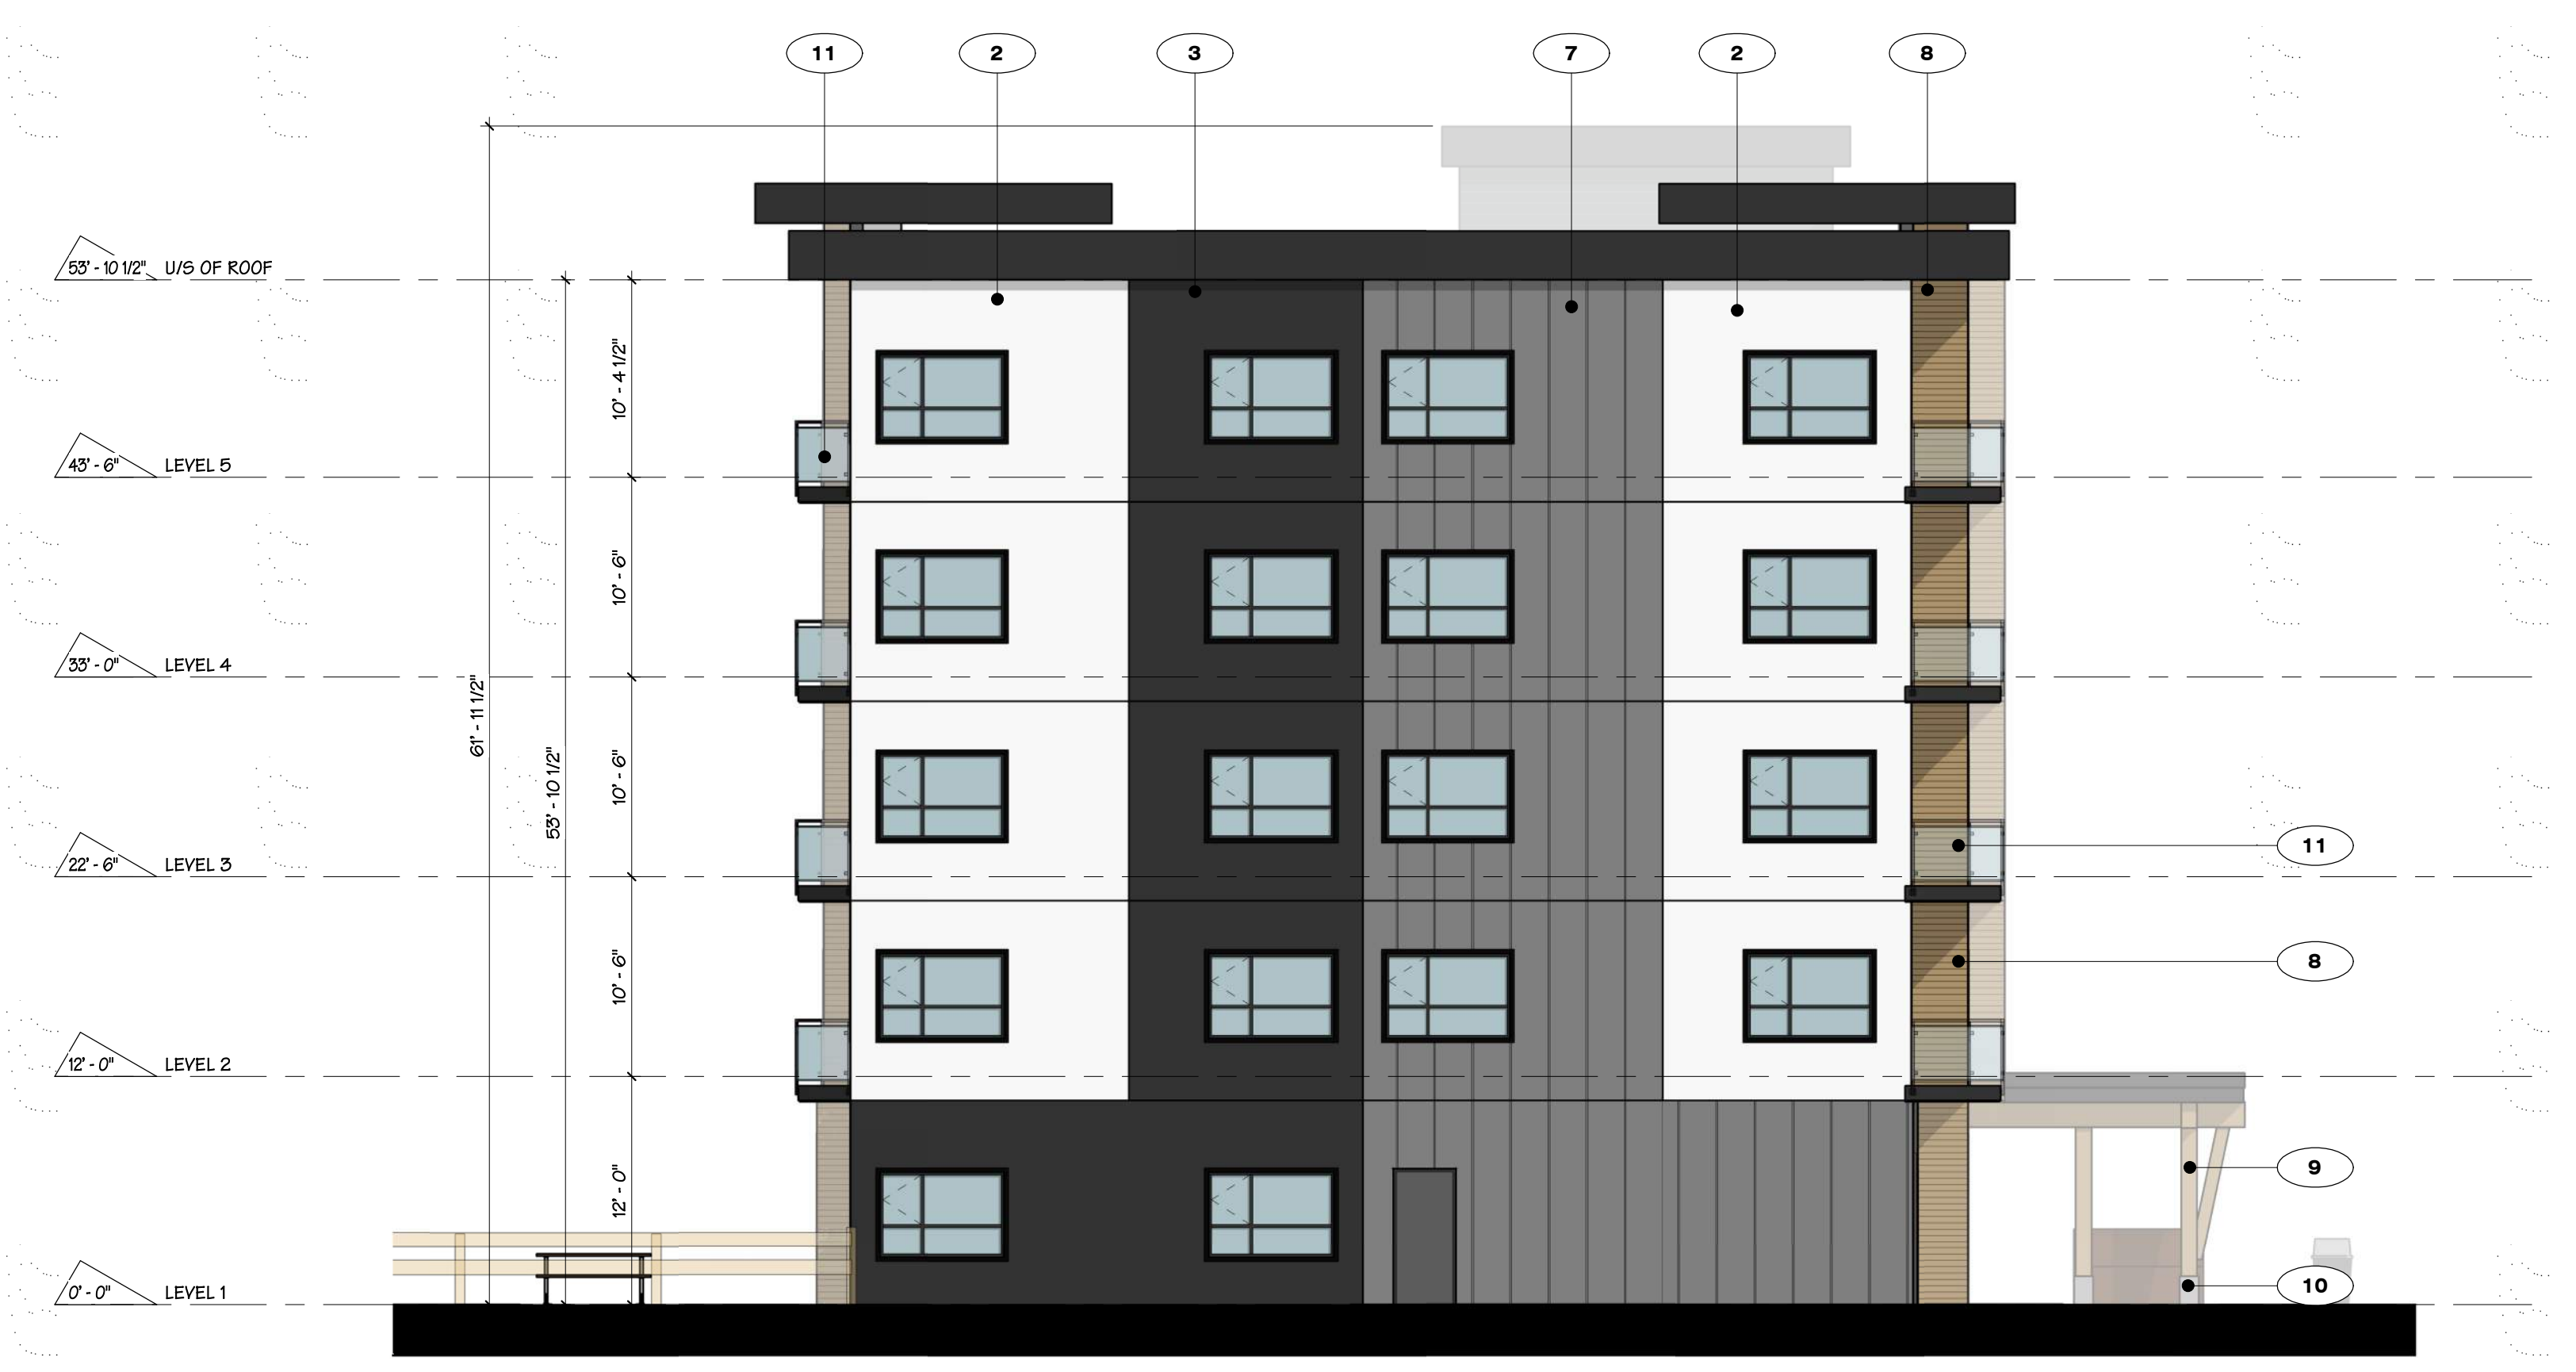 11
2
3
7
2
8
53' - 10 1/2" U/S OF ROOF
10' - 4 1/2"
43' - 6" LEVEL 5
10' - 6"
33' - 0" LEVEL 4
61' - 11 1/2"
53' - 10 1/2"
10' - 6"
22' - 6" LEVEL 3
11
10' - 6"
8
12' - 0" LEVEL 2
12' - 0"
9
0' - 0" LEVEL 1
10